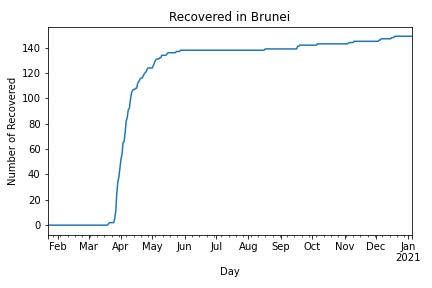 Recovered in Brunei
Number of Recovered
140
120
100
80
60
40
20
0
Feb Mar Apr May Jun Jul Aug Sep Oct Nov Dec Jan
2021
Day